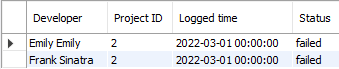 Developer Project ID Logged time Status
Emily Emily 2 2022-03-01 00:00:00 failed
Frank Sinatra 2 2022-03-01 00:00:00 failed